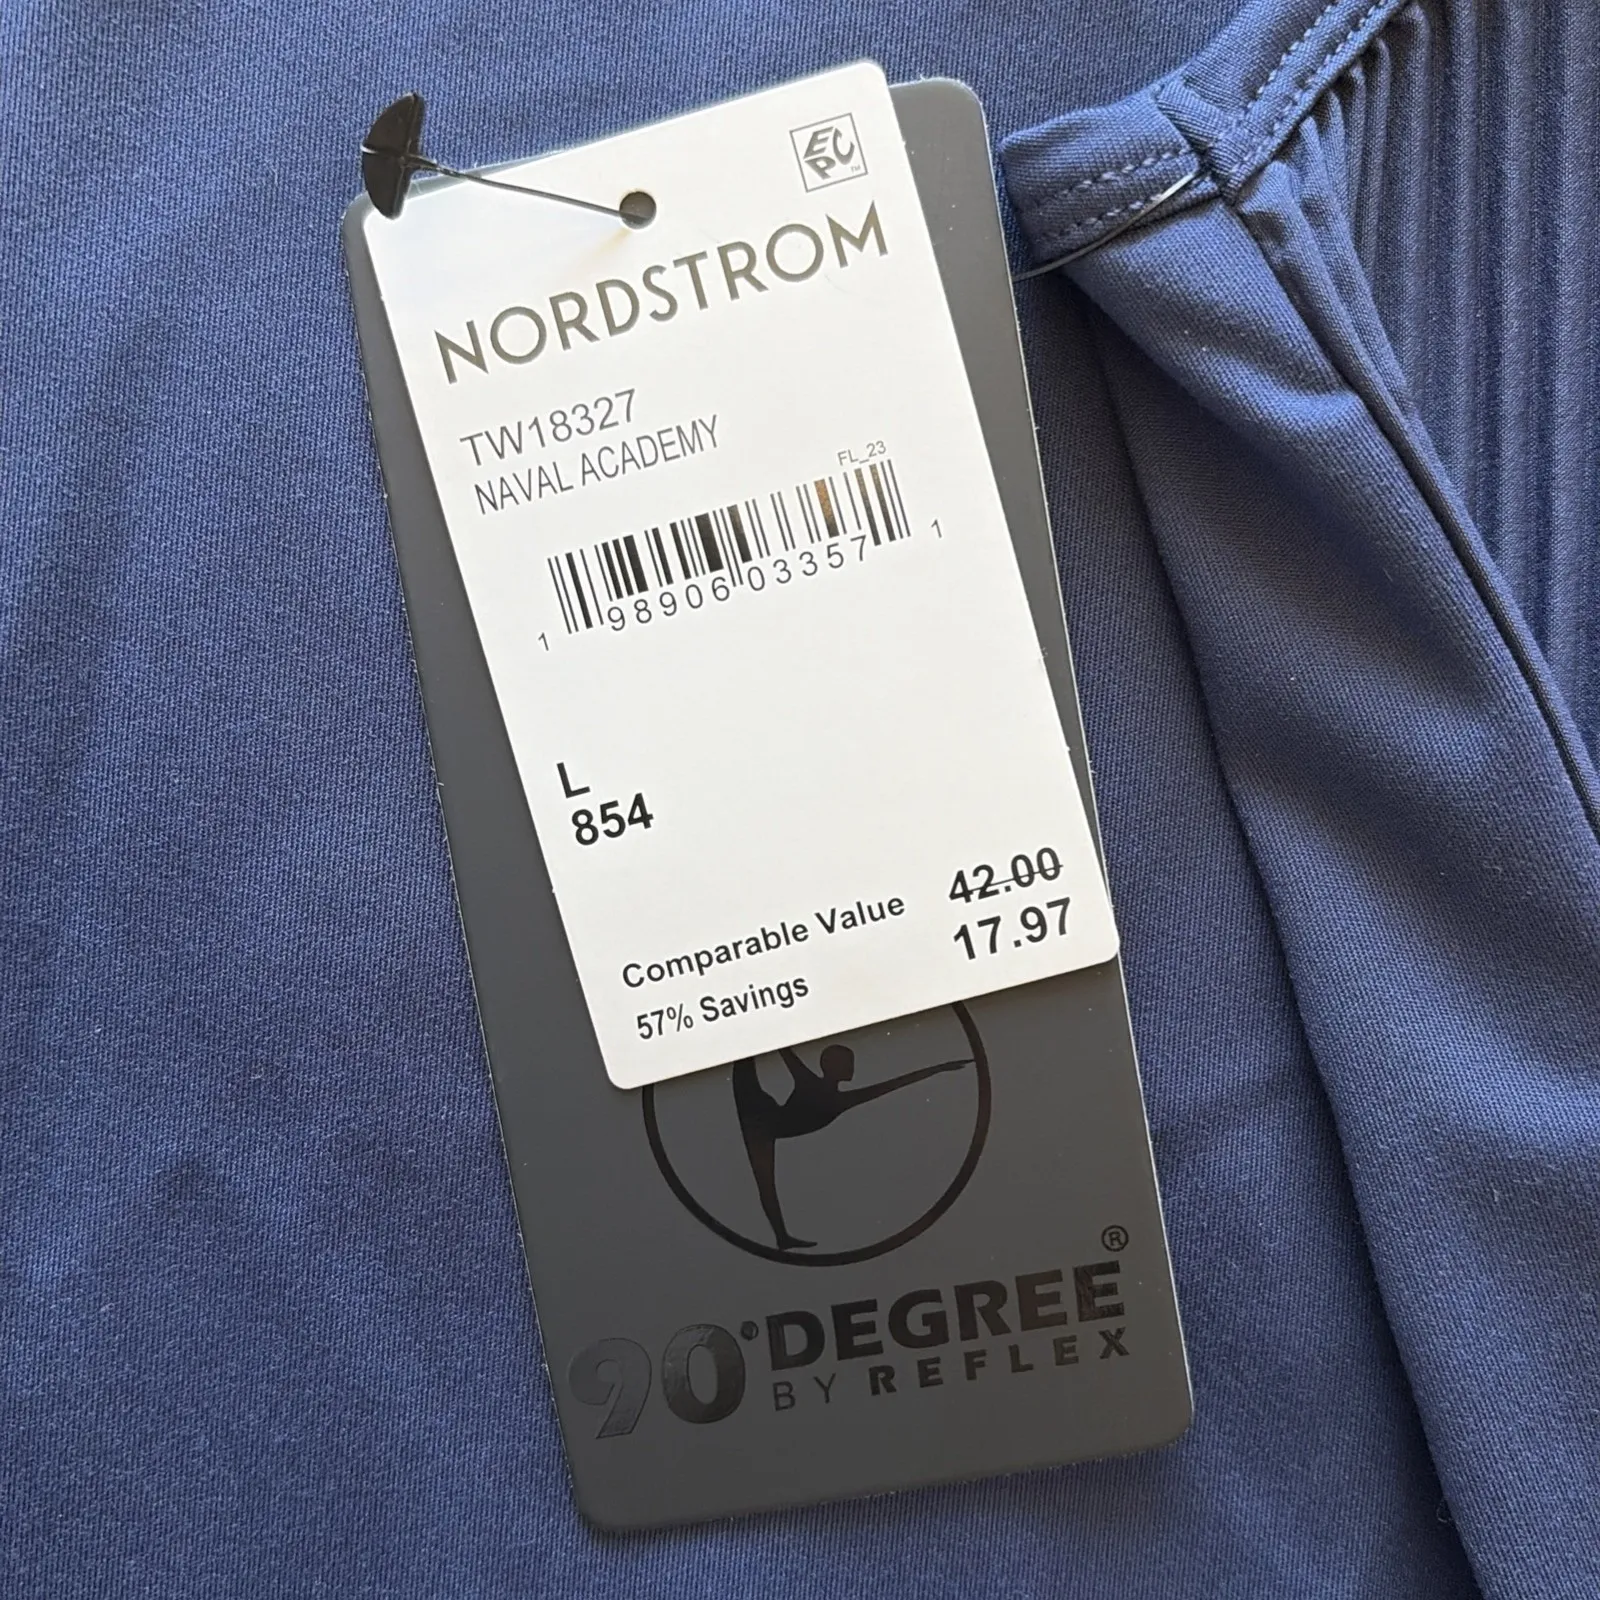 EPC™
NORDSTROM
TW18327
NAVAL ACADEMY
FL_23
1 98906 03357 1
L
854
Comparable Value 42.00
57% Savings 17.97
90° DEGREE®
BY REFLEX